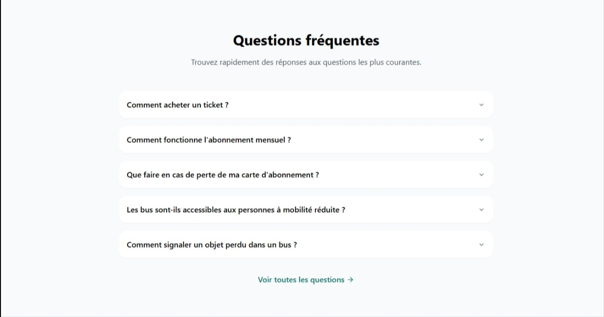 Questions fréquentes
Trouvez rapidement des réponses aux questions les plus courantes.
Comment acheter un ticket ?
Comment fonctionne l'abonnement mensuel ?
Que faire en cas de perte de ma carte d'abonnement ?
Les bus sont-ils accessibles aux personnes à mobilité réduite ?
Comment signaler un objet perdu dans un bus ?
Voir toutes les questions →